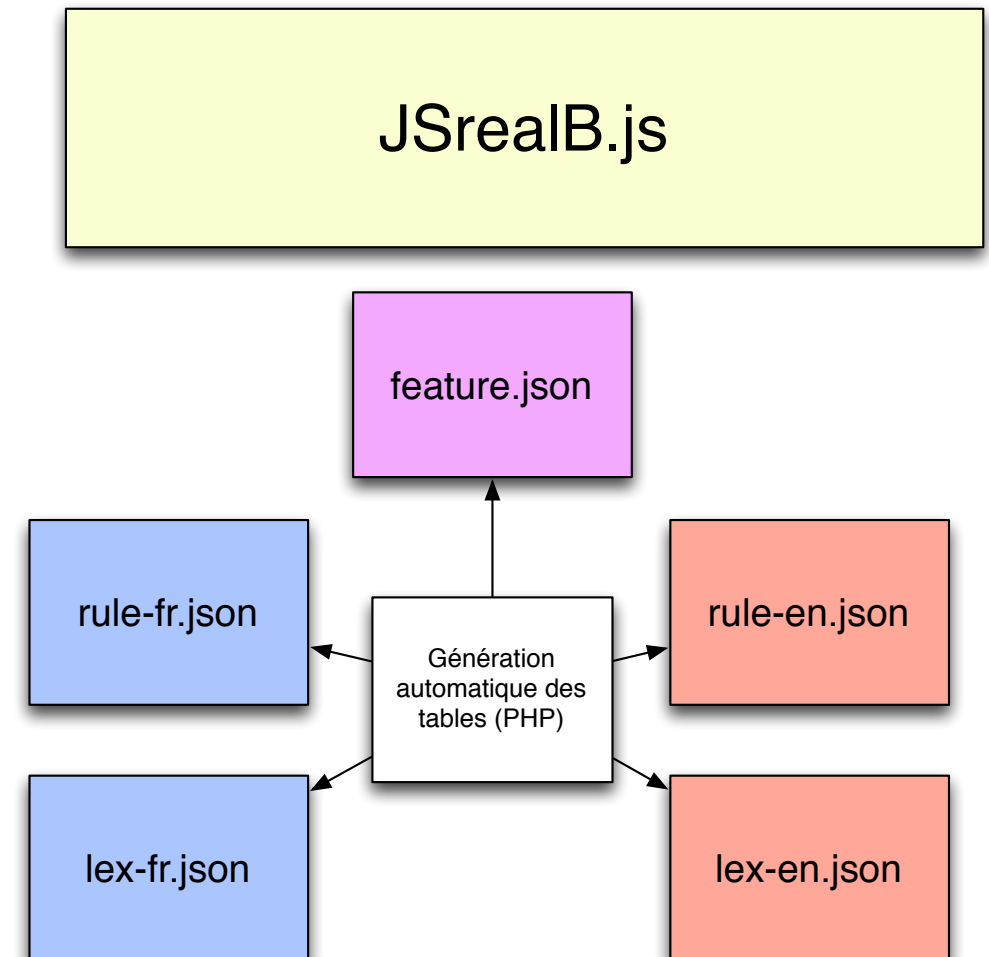 JSrealB.js
feature.json
rule-fr.json
rule-en.json
Génération
automatique des
tables (PHP)
lex-fr.json
lex-en.json